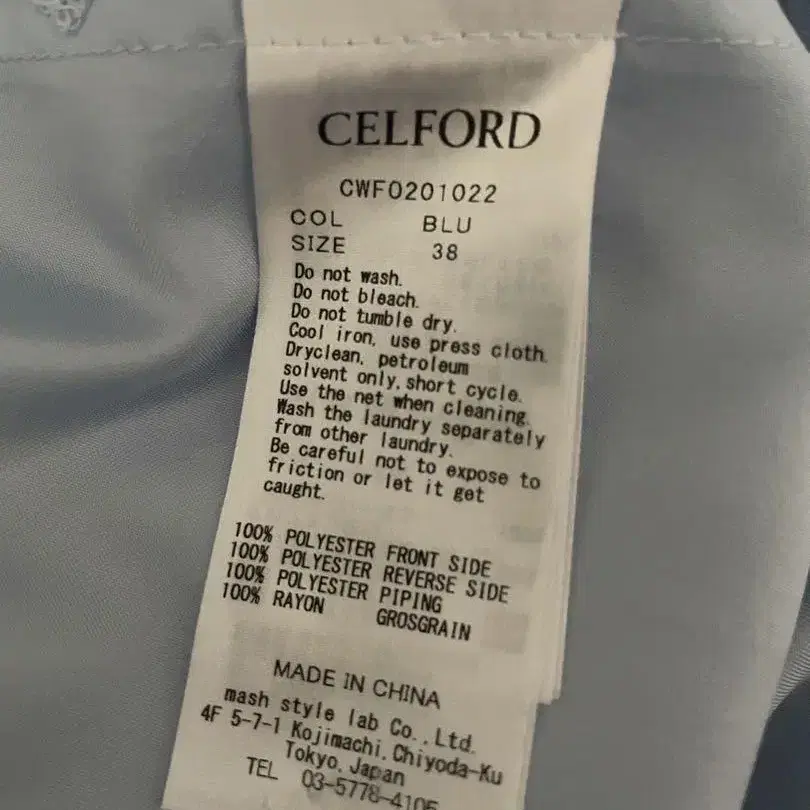 CELFORD
CWF0201022
COL BLU
SIZE 38
Do not wash.
Do not bleach.
Do not tumble dry.
Cool iron, use press cloth.
Dryclean, petroleum
solvent only, short cycle.
Use the net when cleaning.
Wash the laundry separately
from other laundry.
Be careful not to expose to
friction or let it get
caught.
100% POLYESTER FRONT SIDE
100% POLYESTER REVERSE SIDE
100% POLYESTER PIPING
100% RAYON GROSGRAIN
MADE IN CHINA
mash style lab Co.,Ltd.
4F 5-7-1 Kojimachi, Chiyoda-Ku
Tokyo, Japan
TEL 03-5778-4105